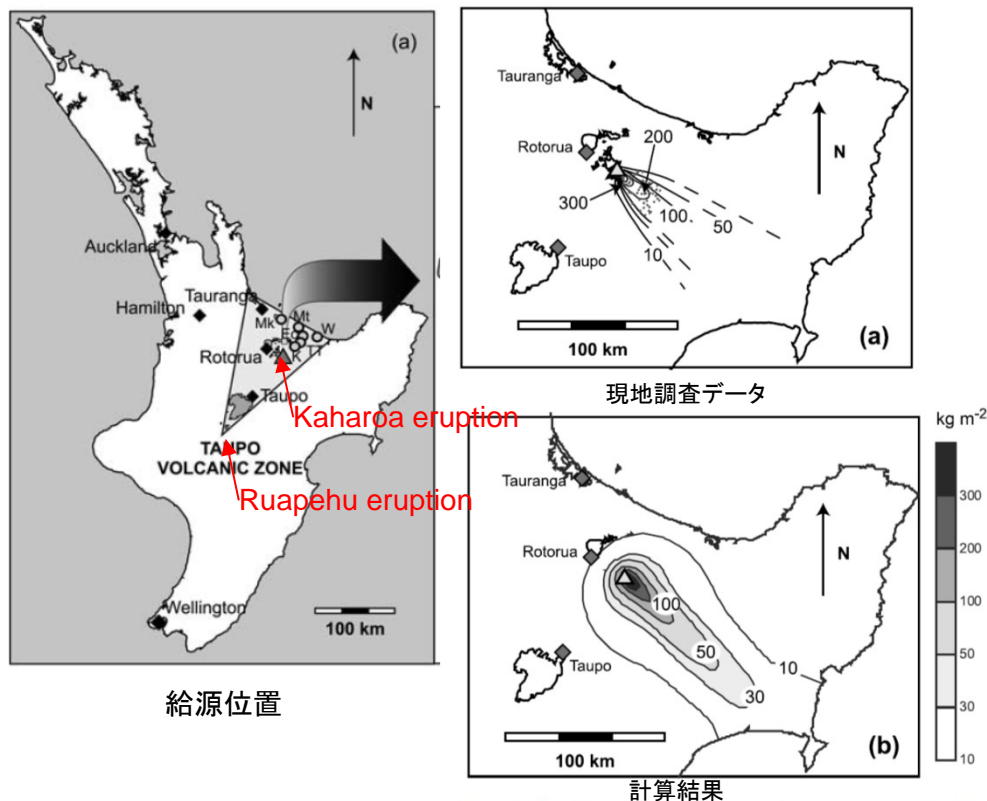 (a)
N
Auckland
Tauranga
Hamilton
Mk
Mt
W
Rotorua
K
Taupo
Kaharoa eruption
TAUPO
VOLCANIC ZONE
Ruapehu eruption
Wellington
100 km
給源位置
Tauranga
Rotorua
200
N
300
100
50
10
Taupo
100 km
(a)
現地調査データ
kg m-2
Tauranga
Rotorua
N
100
50
10
30
Taupo
100 km
(b)
300
200
100
50
30
10
計算結果